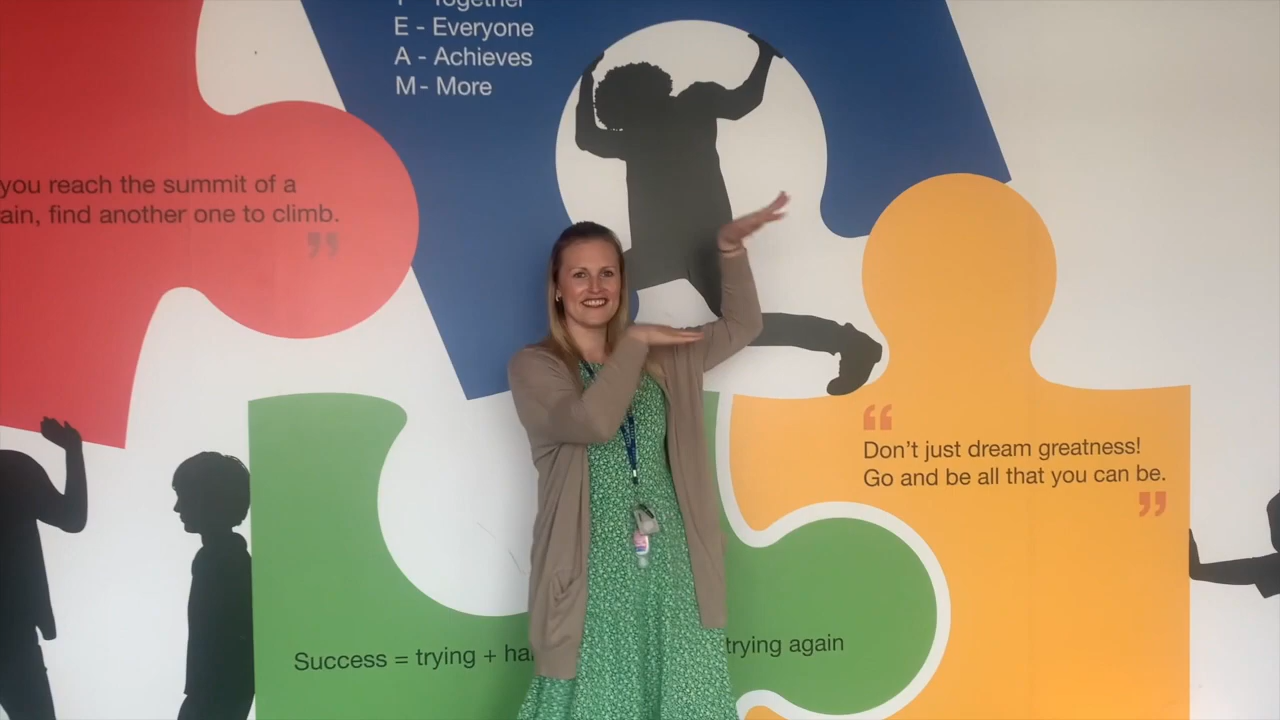 Together
E - Everyone
A - Achieves
M - More
you reach the summit of a
ain, find another one to climb.
”
“
Don’t just dream greatness!
Go and be all that you can be.
”
Success = trying + ha
trying again